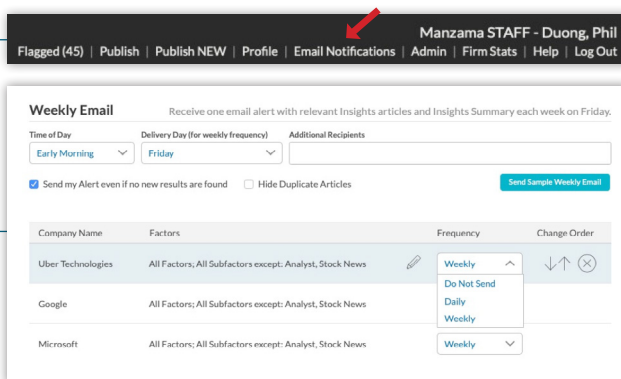 Manzama STAFF - Duong, Phil
Flagged (45) | Publish | Publish NEW | Profile | Email Notifications | Admin | Firm Stats | Help | Log Out
Weekly Email Receive one email alert with relevant Insights articles and Insights Summary each week on Friday.
Time of Day Delivery Day (for weekly frequency) Additional Recipients
Early Morning Friday
Send my Alert even if no new results are found Hide Duplicate Articles Send Sample Weekly Email
Company Name Factors Frequency Change Order
Uber Technologies All Factors; All Subfactors except: Analyst, Stock News Weekly
Do Not Send
Google All Factors; All Subfactors except: Analyst, Stock News Daily
Weekly
Microsoft All Factors; All Subfactors except: Analyst, Stock News Weekly